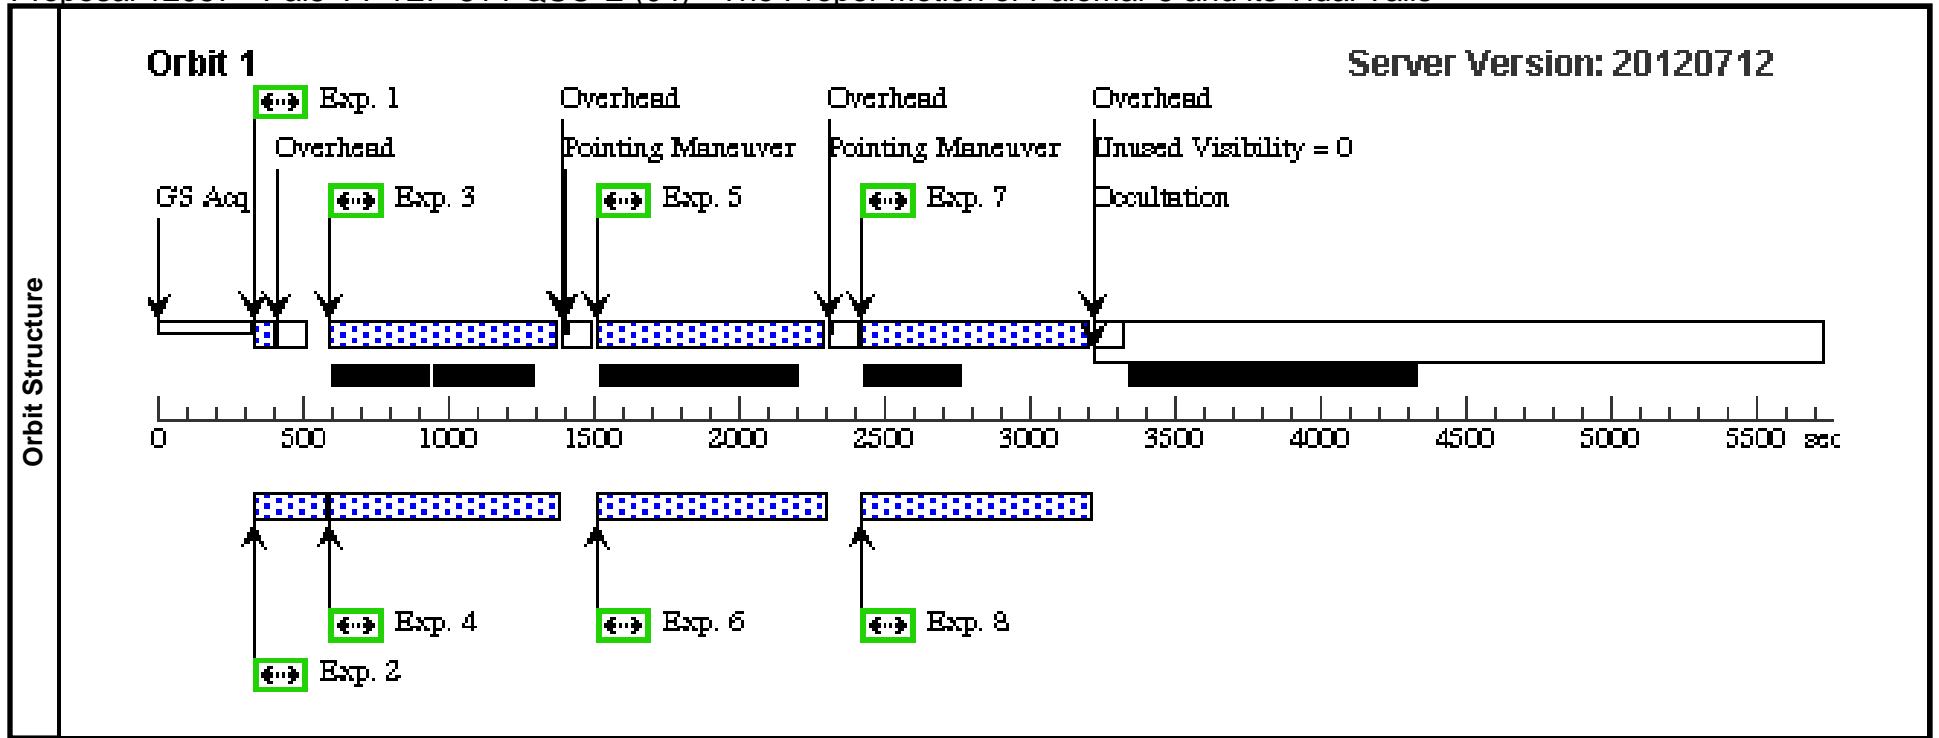 Orbit Structure
Orbit 1
Server Version: 20120712
Exp. 1
Overhead
Overhead
Overhead
Overhead
Pointing Maneuver
Pointing Maneuver
Unused Visibility = 0
GS Acq
Exp. 3
Exp. 5
Exp. 7
Occultation
0 500 1000 1500 2000 2500 3000 3500 4000 4500 5000 5500 sec
Exp. 4
Exp. 6
Exp. 8
Exp. 2